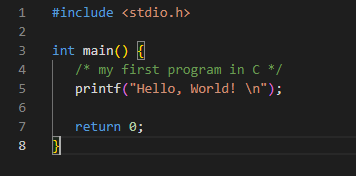 1 #include <stdio.h>
2
3 int main() {
4 /* my first program in C */
5 printf("Hello, World! \n");
6
7 return 0;
8 }